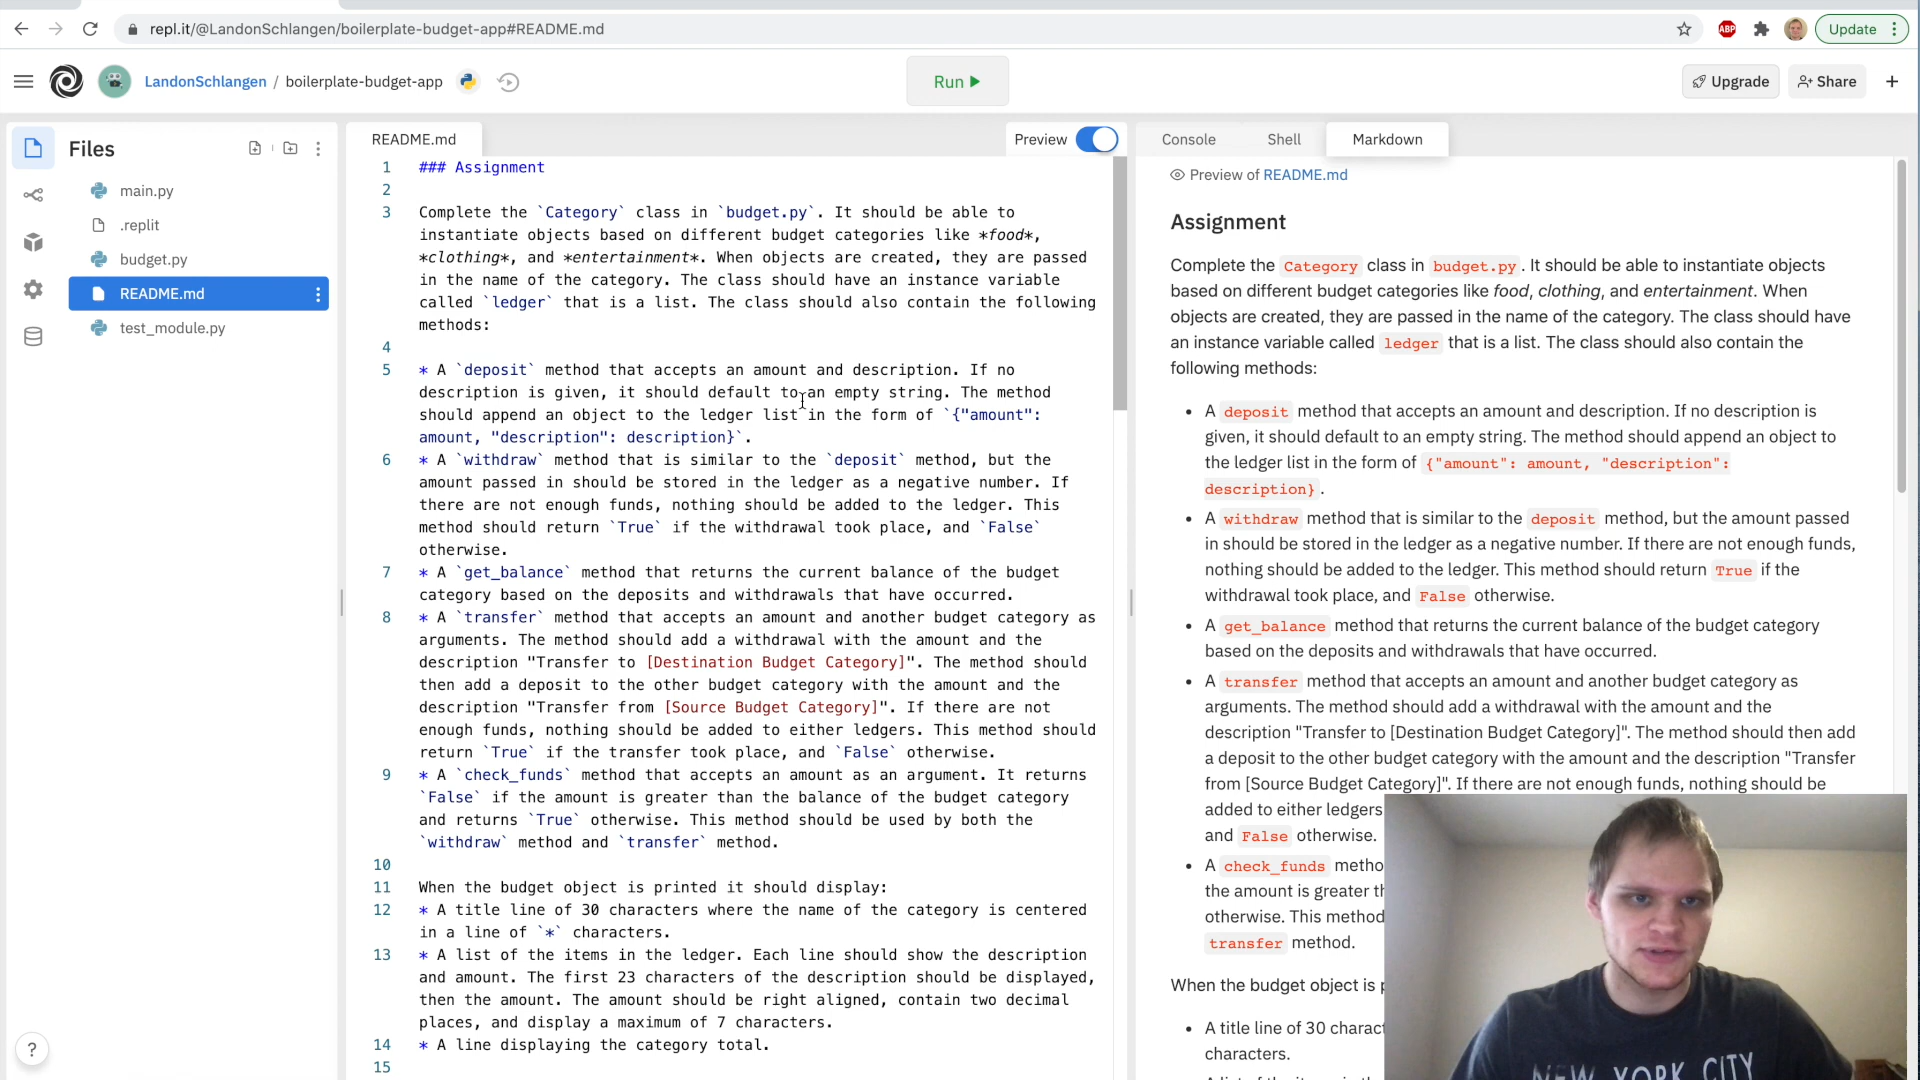 repl.it/@LandonSchlangen/boilerplate-budget-app#README.md
ABP
Update
LandonSchlangen / boilerplate-budget-app
Run
Upgrade
Share
Files
main.py
.replit
budget.py
README.md
test_module.py
?
README.md
Preview
1 ### Assignment
2
3 Complete the `Category` class in `budget.py`. It should be able to
instantiate objects based on different budget categories like *food*,
*clothing*, and *entertainment*. When objects are created, they are passed
in the name of the category. The class should have an instance variable
called `ledger` that is a list. The class should also contain the following
methods:
4
5 * A `deposit` method that accepts an amount and description. If no
description is given, it should default to an empty string. The method
should append an object to the ledger list in the form of `{"amount":
amount, "description": description}`.
6 * A `withdraw` method that is similar to the `deposit` method, but the
amount passed in should be stored in the ledger as a negative number. If
there are not enough funds, nothing should be added to the ledger. This
method should return `True` if the withdrawal took place, and `False`
otherwise.
7 * A `get_balance` method that returns the current balance of the budget
category based on the deposits and withdrawals that have occurred.
8 * A `transfer` method that accepts an amount and another budget category as
arguments. The method should add a withdrawal with the amount and the
description "Transfer to [Destination Budget Category]". The method should
then add a deposit to the other budget category with the amount and the
description "Transfer from [Source Budget Category]". If there are not
enough funds, nothing should be added to either ledgers. This method should
return `True` if the transfer took place, and `False` otherwise.
9 * A `check_funds` method that accepts an amount as an argument. It returns
`False` if the amount is greater than the balance of the budget category
and returns `True` otherwise. This method should be used by both the
`withdraw` method and `transfer` method.
10
11 When the budget object is printed it should display:
12 * A title line of 30 characters where the name of the category is centered
in a line of `*` characters.
13 * A list of the items in the ledger. Each line should show the description
and amount. The first 23 characters of the description should be displayed,
then the amount. The amount should be right aligned, contain two decimal
places, and display a maximum of 7 characters.
14 * A line displaying the category total.
15
Console
Shell
Markdown
Preview of README.md
Assignment
Complete the Category class in budget.py. It should be able to instantiate objects
based on different budget categories like food, clothing, and entertainment. When
objects are created, they are passed in the name of the category. The class should have
an instance variable called ledger that is a list. The class should also contain the
following methods:
• A deposit method that accepts an amount and description. If no description is
given, it should default to an empty string. The method should append an object to
the ledger list in the form of {"amount": amount, "description":
description}.
• A withdraw method that is similar to the deposit method, but the amount passed
in should be stored in the ledger as a negative number. If there are not enough funds,
nothing should be added to the ledger. This method should return True if the
withdrawal took place, and False otherwise.
• A get_balance method that returns the current balance of the budget category
based on the deposits and withdrawals that have occurred.
• A transfer method that accepts an amount and another budget category as
arguments. The method should add a withdrawal with the amount and the
description "Transfer to [Destination Budget Category]". The method should then add
a deposit to the other budget category with the amount and the description "Transfer
from [Source Budget Category]". If there are not enough funds, nothing should be
added to either ledgers
and False otherwise.
• A check_funds metho
the amount is greater th
otherwise. This method
transfer method.
When the budget object is p
• A title line of 30 charact
characters.
NEW YORK CITY